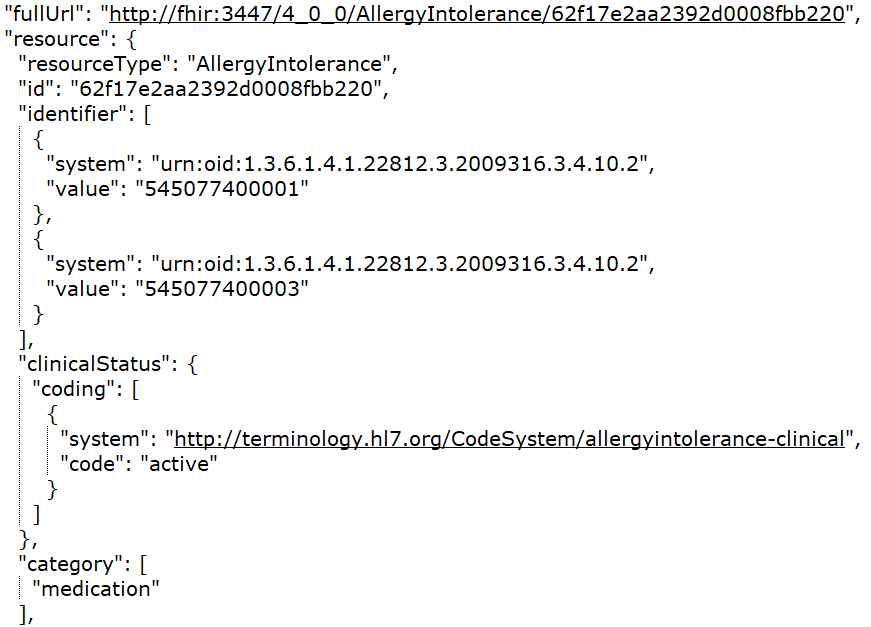 "fullUrl": "http://fhir:3447/4_0_0/AllergyIntolerance/62f17e2aa2392d0008fbb220",
"resource": {
"resourceType": "AllergyIntolerance",
"id": "62f17e2aa2392d0008fbb220",
"identifier": [
{
"system": "urn:oid:1.3.6.1.4.1.22812.3.2009316.3.4.10.2",
"value": "545077400001"
},
{
"system": "urn:oid:1.3.6.1.4.1.22812.3.2009316.3.4.10.2",
"value": "545077400003"
}
],
"clinicalStatus": {
"coding": [
{
"system": "http://terminology.hl7.org/CodeSystem/allergyintolerance-clinical",
"code": "active"
}
]
},
"category": [
"medication"
],